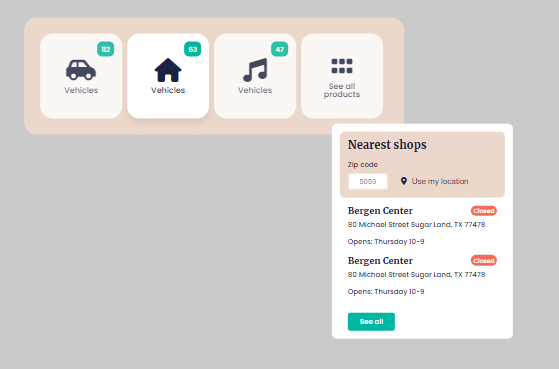 112
Vehicles
63
Vehicles
47
Vehicles
See all
products
Nearest shops
Zip code
5059
Use my location
Bergen Center
Closed
80 Michael Street Sugar Land, TX 77478
Opens: Thursday 10-9
Bergen Center
Closed
80 Michael Street Sugar Land, TX 77478
Opens: Thursday 10-9
See all